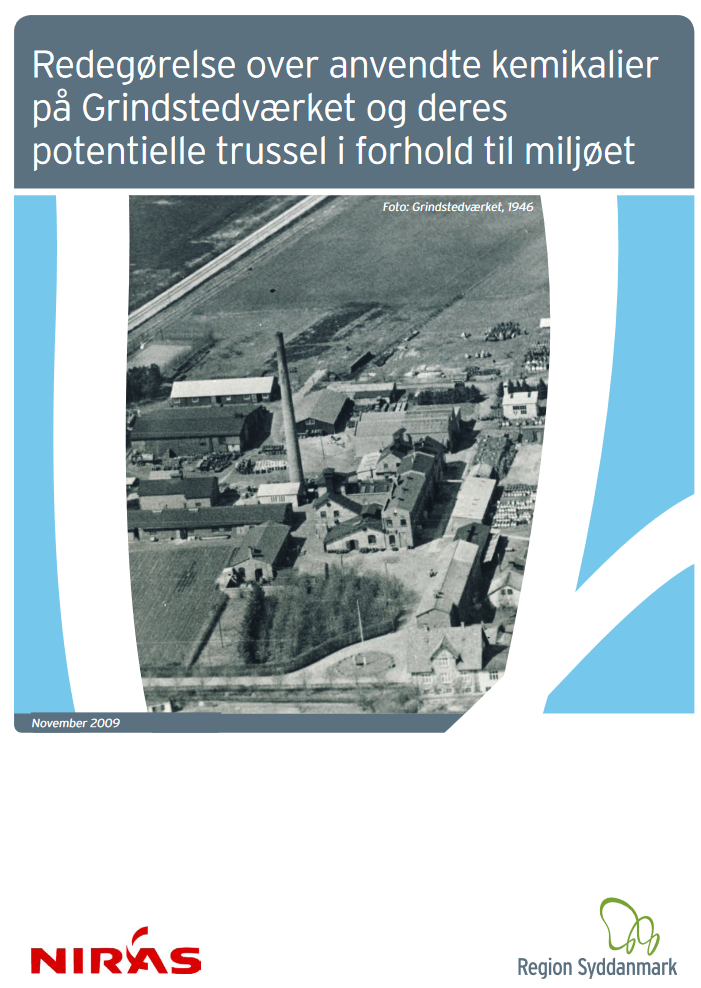 Redegørelse over anvendte kemikalier
på Grindstedværket og deres
potentielle trussel i forhold til miljøet
Foto: Grindstedværket, 1946
November 2009
NIRAS
Region Syddanmark